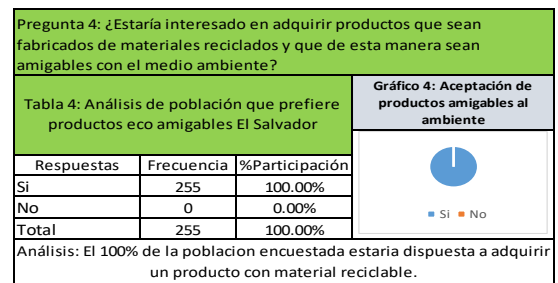 Pregunta 4: ¿Estaría interesado en adquirir productos que sean
fabricados de materiales reciclados y que de esta manera sean
amigables con el medio ambiente?
Tabla 4: Análisis de población que prefiere
productos eco amigables El Salvador
Gráfico 4: Aceptación de
productos amigables al
ambiente
Respuestas Frecuencia %Participación
Si 255 100.00%
No 0 0.00%
Total 255 100.00%
Si No
Análisis: El 100% de la poblacion encuestada estaria dispuesta a adquirir
un producto con material reciclable.